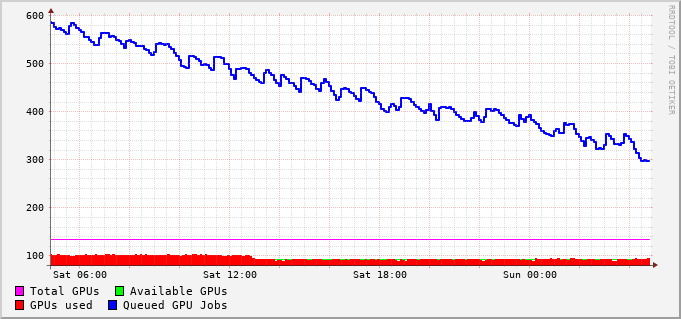 600
500
400
300
200
100
Sat 06:00 Sat 12:00 Sat 18:00 Sun 00:00
Total GPUs Available GPUs
GPUs used Queued GPU Jobs
RRDTOOL / TOBI OETIKER